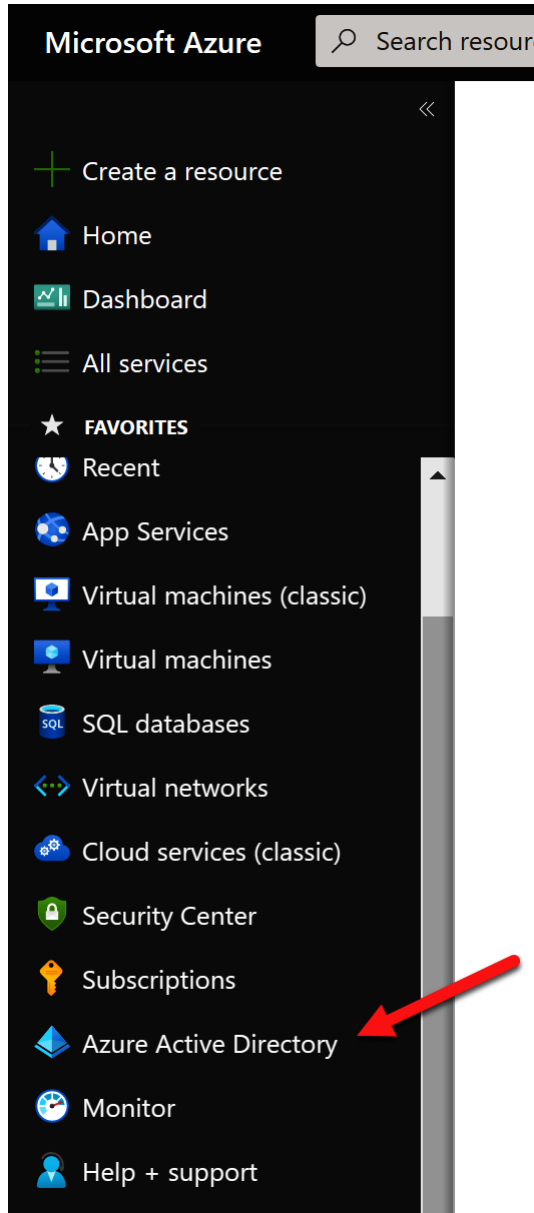 Microsoft Azure
Search resour
Create a resource
Home
Dashboard
All services
FAVORITES
Recent
App Services
Virtual machines (classic)
Virtual machines
SQL
SQL databases
Virtual networks
Cloud services (classic)
Security Center
Subscriptions
Azure Active Directory
Monitor
Help + support